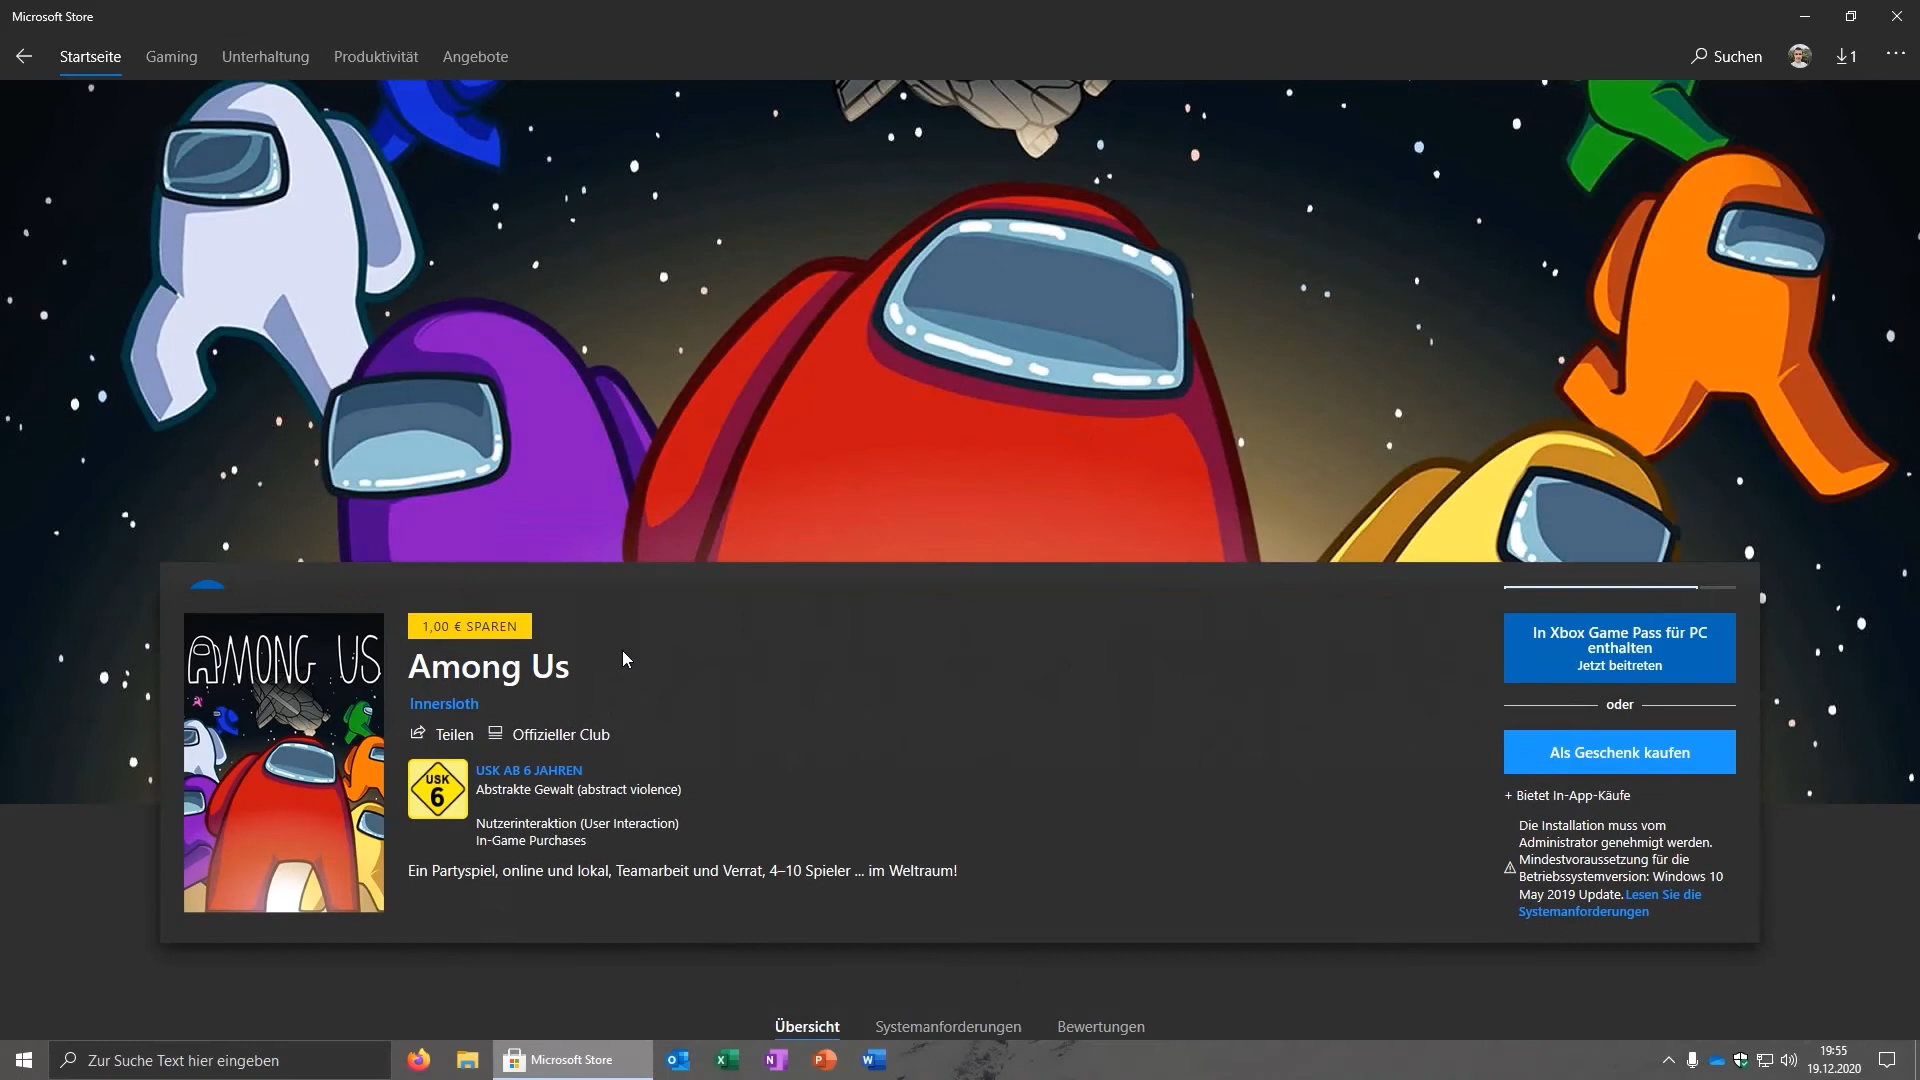 Microsoft Store
Startseite Gaming Unterhaltung Produktivität Angebote Suchen 1
1,00 € SPAREN
Among Us
Innersloth
Teilen Offizieller Club
USK AB 6 JAHREN
Abstrakte Gewalt (abstract violence)
Nutzerinteraktion (User Interaction)
In-Game Purchases
USK
6
Ein Partyspiel, online und lokal, Teamarbeit und Verrat, 4–10 Spieler ... im Weltraum!
AMONG US
In Xbox Game Pass für PC
enthalten
Jetzt beitreten
oder
Als Geschenk kaufen
+ Bietet In-App-Käufe
Die Installation muss vom
Administrator genehmigt werden.
Mindestvoraussetzung für die
Betriebssystemversion: Windows 10
May 2019 Update. Lesen Sie die
Systemanforderungen
Übersicht Systemanforderungen Bewertungen
Zur Suche Text hier eingeben
Microsoft Store
O X N P W
19:55
19.12.2020